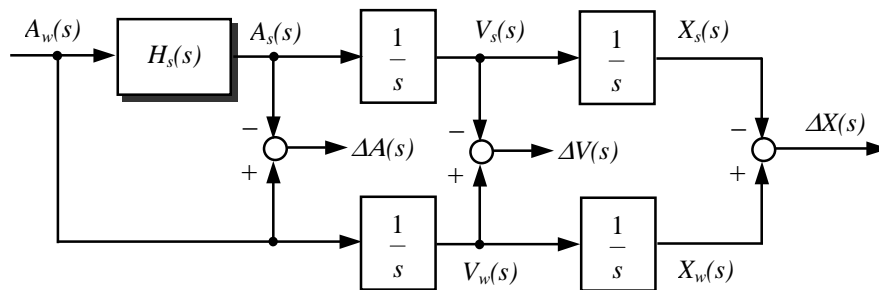 A_w(s)
H_s(s)
A_s(s)
1
s
V_s(s)
1
s
X_s(s)
−
ΔA(s)
+
−
ΔV(s)
+
−
ΔX(s)
+
1
s
V_w(s)
1
s
X_w(s)